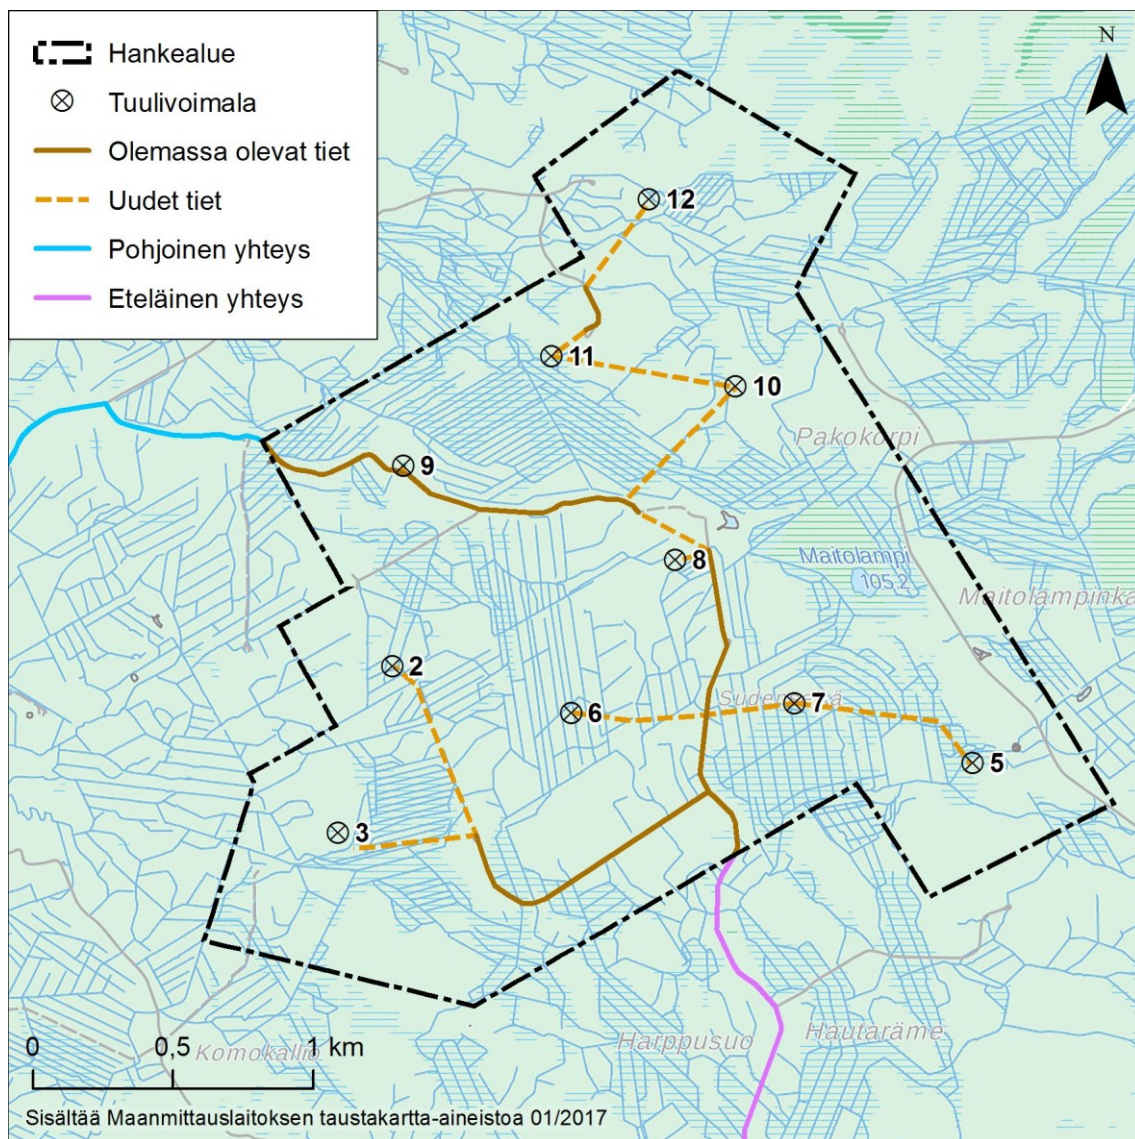 Hankealue
Tuulivoimala
Olemassa olevat tiet
Uudet tiet
Pohjoinen yhteys
Eteläinen yhteys
N
12
11
10
Pakokorpi
9
8
Maitolampi
105.2
Maitolampinka
2
6
7
5
3
Harppusuo
Hautaräme
Komokallio
0 0,5 1 km
Sisältää Maanmittauslaitoksen taustakartta-aineistoa 01/2017